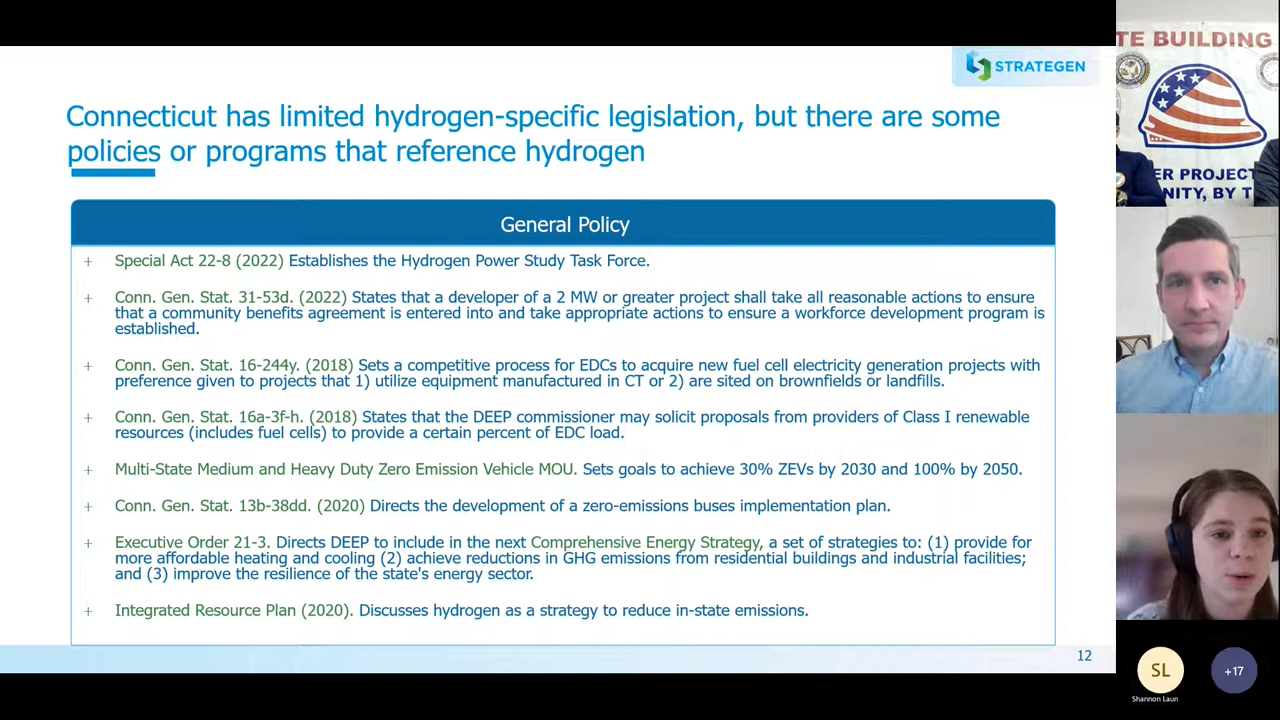 STRATEGEN
Connecticut has limited hydrogen-specific legislation, but there are some
policies or programs that reference hydrogen
General Policy
+ Special Act 22-8 (2022) Establishes the Hydrogen Power Study Task Force.
+ Conn. Gen. Stat. 31-53d. (2022) States that a developer of a 2 MW or greater project shall take all reasonable actions to ensure
that a community benefits agreement is entered into and take appropriate actions to ensure a workforce development program is
established.
+ Conn. Gen. Stat. 16-244y. (2018) Sets a competitive process for EDCs to acquire new fuel cell electricity generation projects with
preference given to projects that 1) utilize equipment manufactured in CT or 2) are sited on brownfields or landfills.
+ Conn. Gen. Stat. 16a-3f-h. (2018) States that the DEEP commissioner may solicit proposals from providers of Class I renewable
resources (includes fuel cells) to provide a certain percent of EDC load.
+ Multi-State Medium and Heavy Duty Zero Emission Vehicle MOU. Sets goals to achieve 30% ZEVs by 2030 and 100% by 2050.
+ Conn. Gen. Stat. 13b-38dd. (2020) Directs the development of a zero-emissions buses implementation plan.
+ Executive Order 21-3. Directs DEEP to include in the next Comprehensive Energy Strategy, a set of strategies to: (1) provide for
more affordable heating and cooling (2) achieve reductions in GHG emissions from residential buildings and industrial facilities;
and (3) improve the resilience of the state's energy sector.
+ Integrated Resource Plan (2020). Discusses hydrogen as a strategy to reduce in-state emissions.
12
TE BUILDING
ER PROJECT
NITY, BY T
SL
+17
Shannon Laun